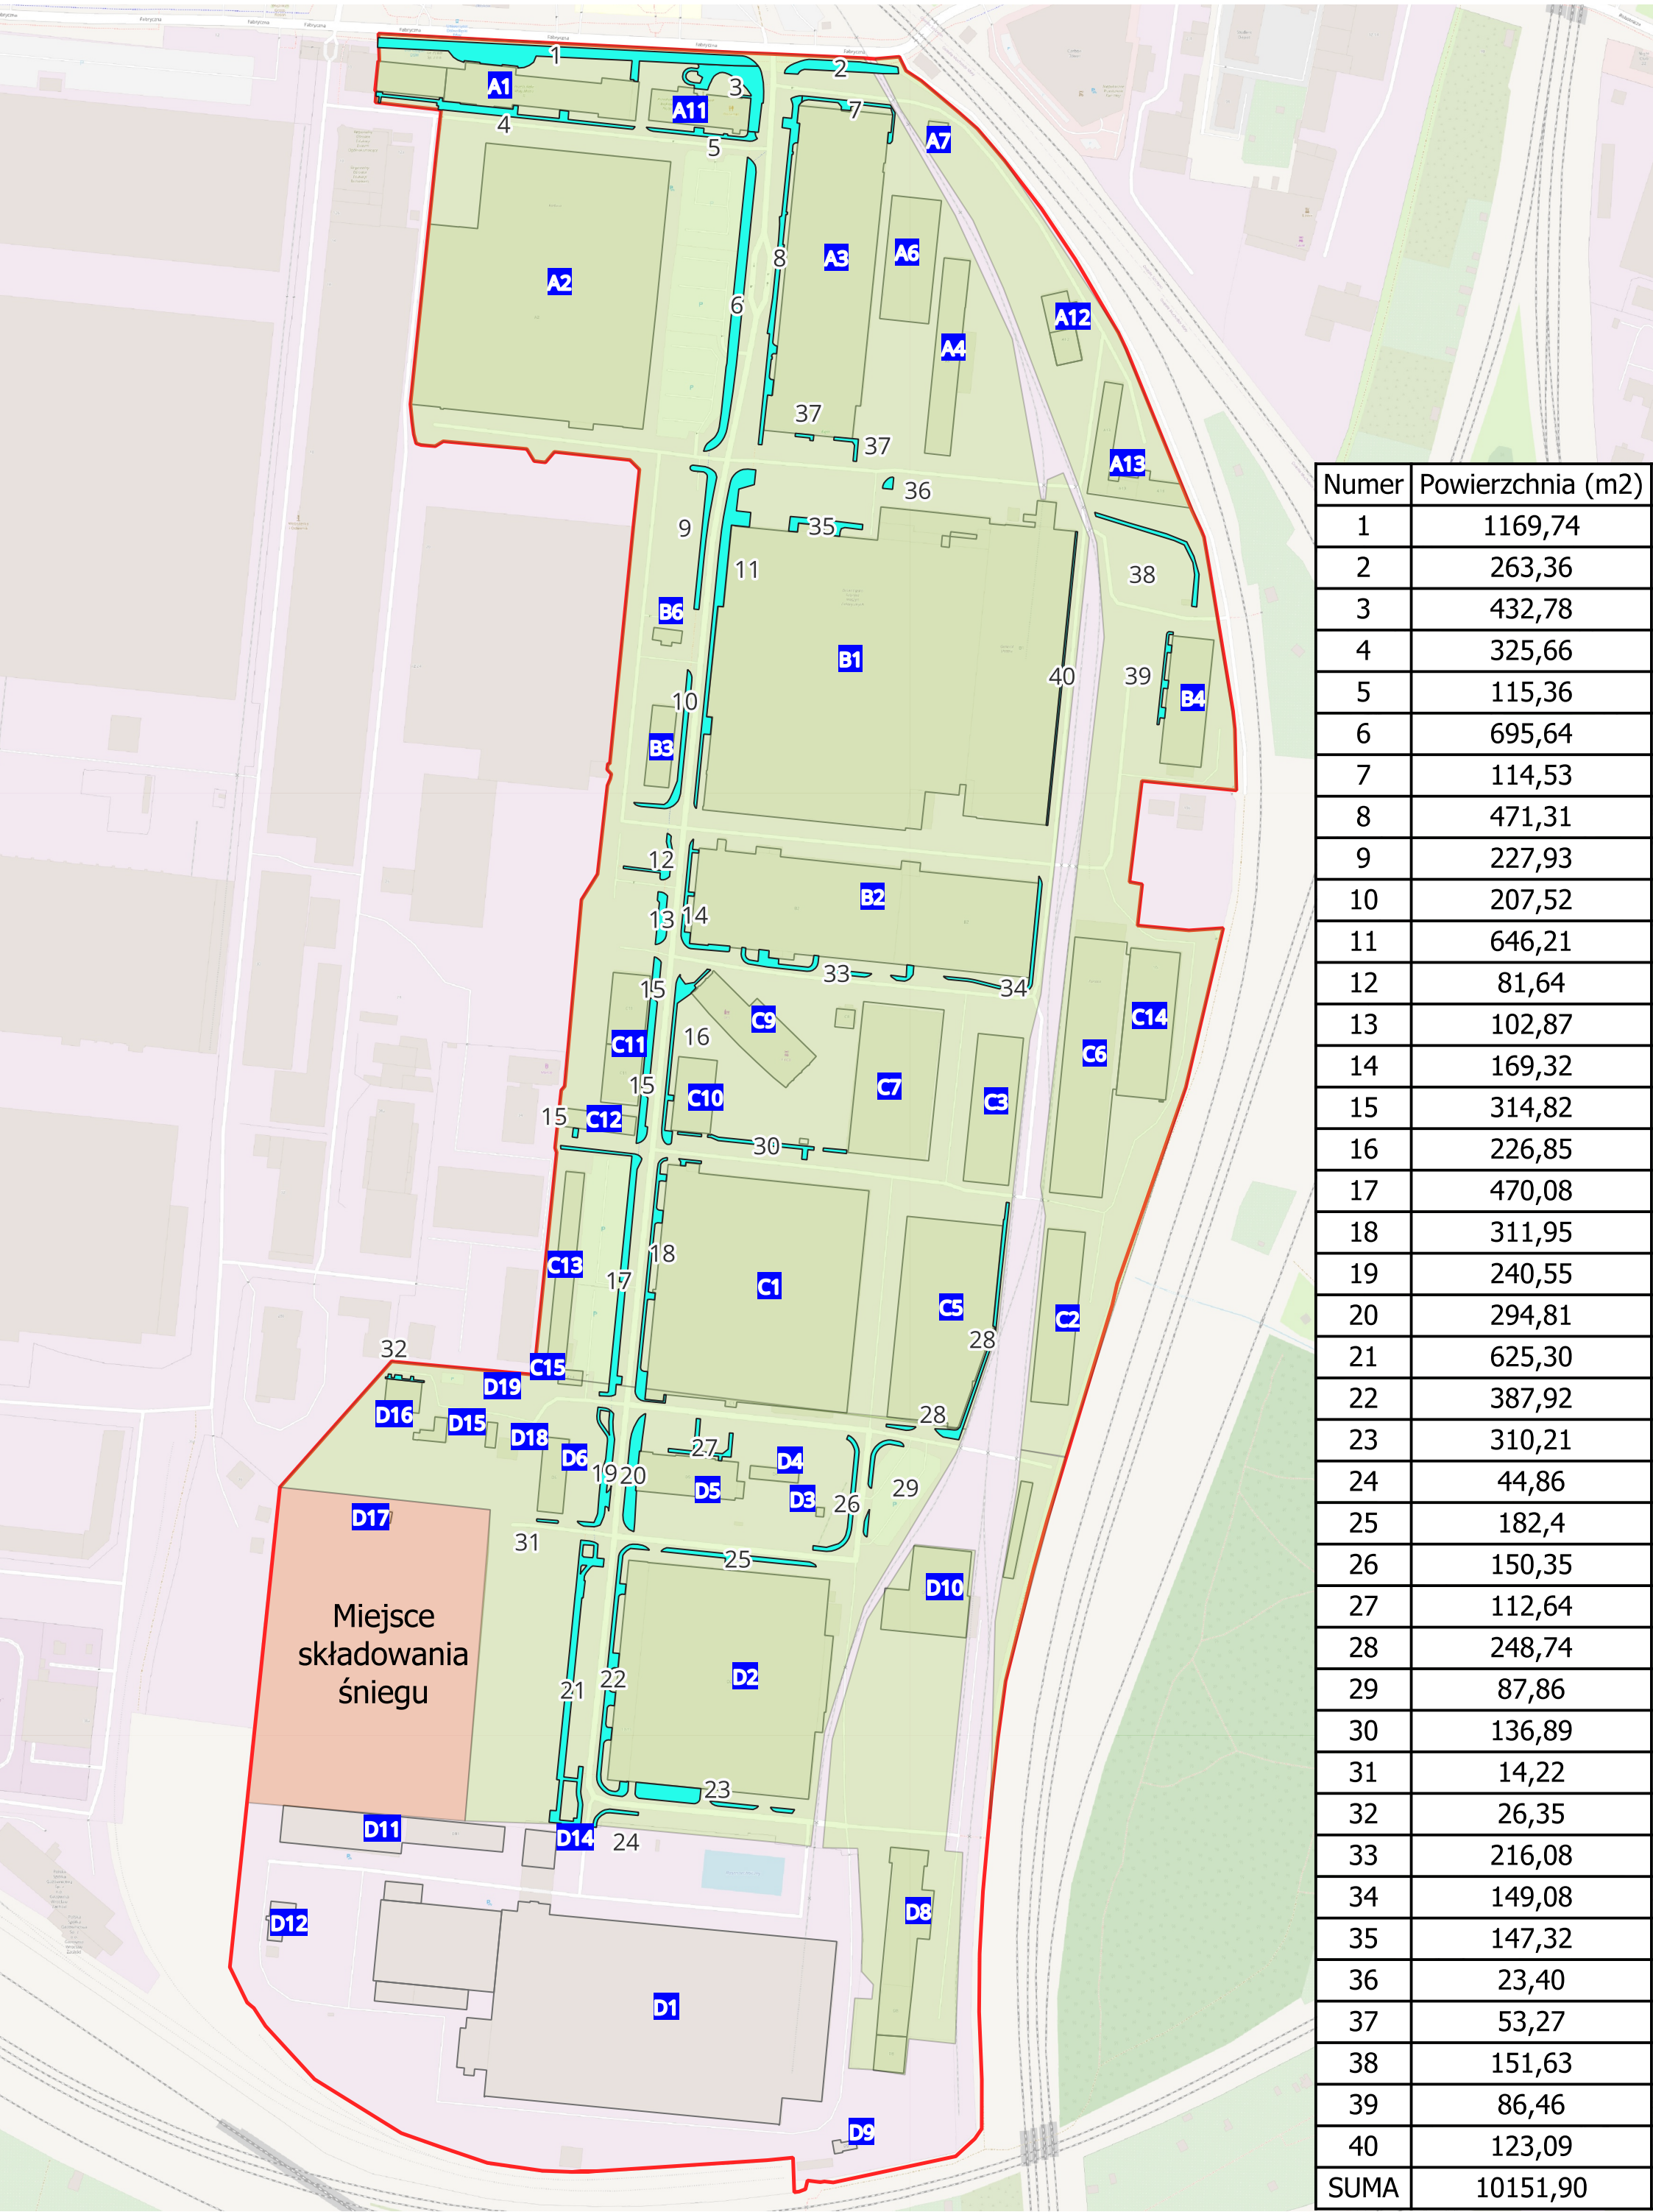 Fabryczna Fabryczna Fabryczna Fabryczna Fabryczna
1
2
A1
3
A11
7
4
5
A7
A2
8
A3
A6
6
A12
A4
37
37
A13
36
9
35
11
38
B6
B1
40
39
B4
10
B3
12
B2
13
14
33
15
34
C9
C14
16
C11
C6
15
C10
C7
C3
15
C12
30
18
C13
17
C1
C5
C2
28
32
C15
D19
D16
28
D15
D18
27
D6
D4
19
20
D5
29
D3
26
D17
31
25
D10
Miejsce
składowania
śniegu
D2
22
21
23
D11
D14
24
D8
D12
D1
D9
Numer Powierzchnia (m2)
1 1169,74
2 263,36
3 432,78
4 325,66
5 115,36
6 695,64
7 114,53
8 471,31
9 227,93
10 207,52
11 646,21
12 81,64
13 102,87
14 169,32
15 314,82
16 226,85
17 470,08
18 311,95
19 240,55
20 294,81
21 625,30
22 387,92
23 310,21
24 44,86
25 182,4
26 150,35
27 112,64
28 248,74
29 87,86
30 136,89
31 14,22
32 26,35
33 216,08
34 149,08
35 147,32
36 23,40
37 53,27
38 151,63
39 86,46
40 123,09
SUMA 10151,90